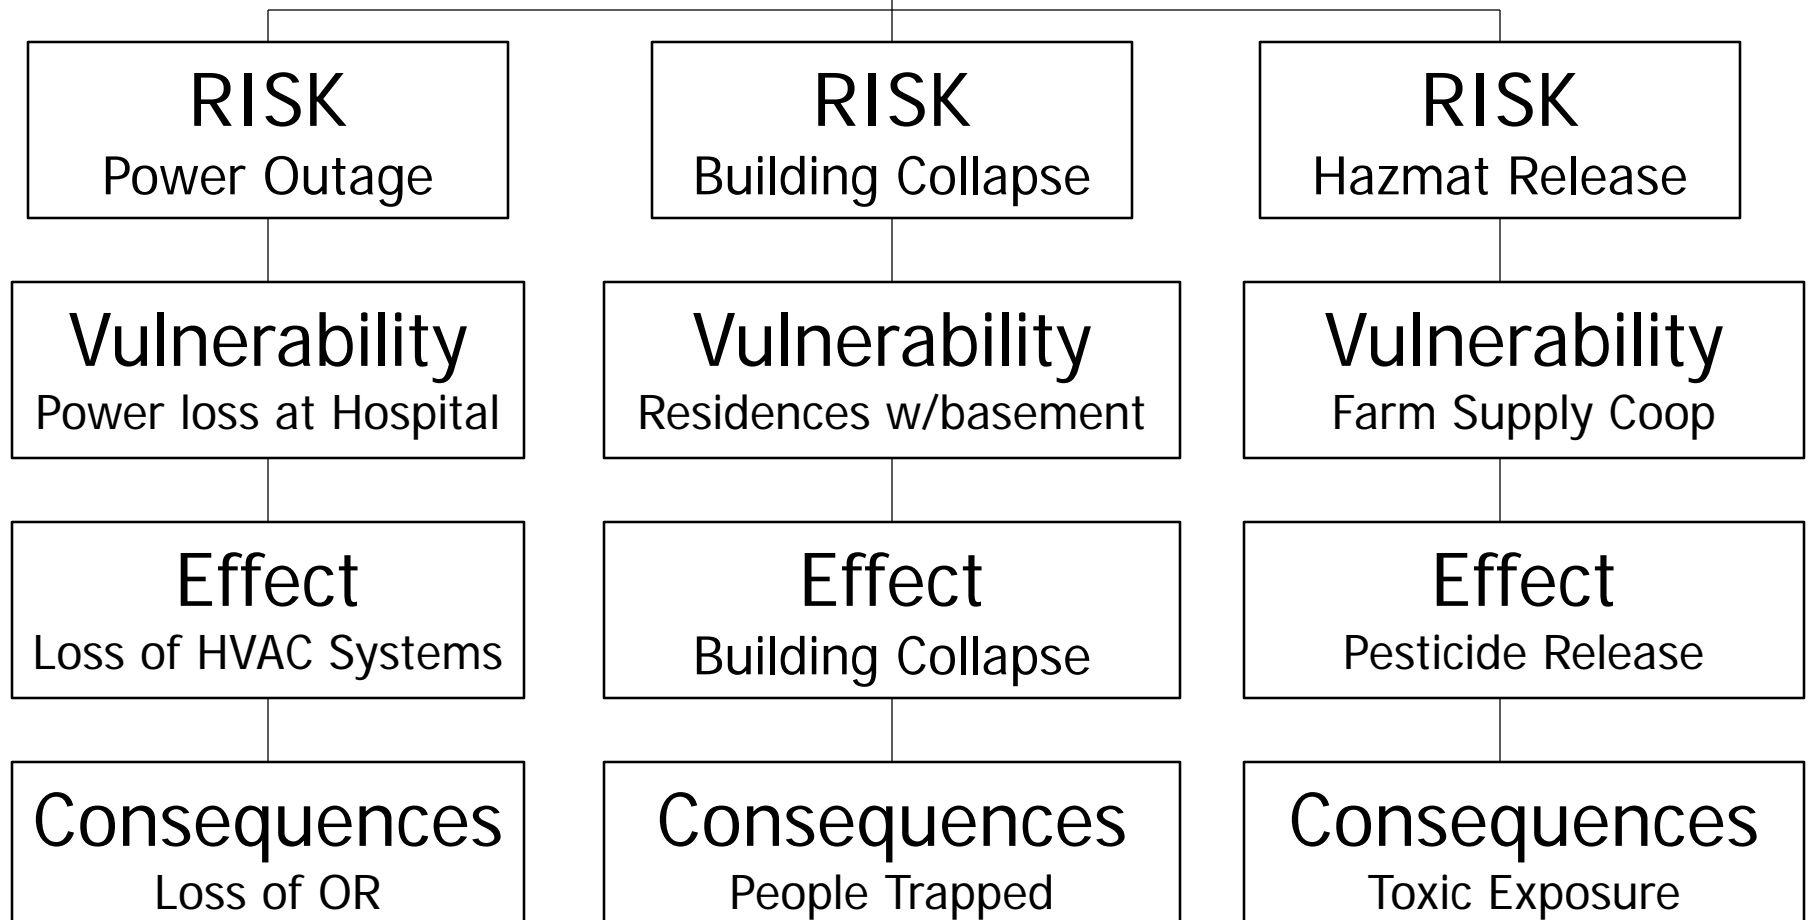 RISK
Power Outage
RISK
Building Collapse
RISK
Hazmat Release
Vulnerability
Power loss at Hospital
Vulnerability
Residences w/basement
Vulnerability
Farm Supply Coop
Effect
Loss of HVAC Systems
Effect
Building Collapse
Effect
Pesticide Release
Consequences
Loss of OR
Consequences
People Trapped
Consequences
Toxic Exposure